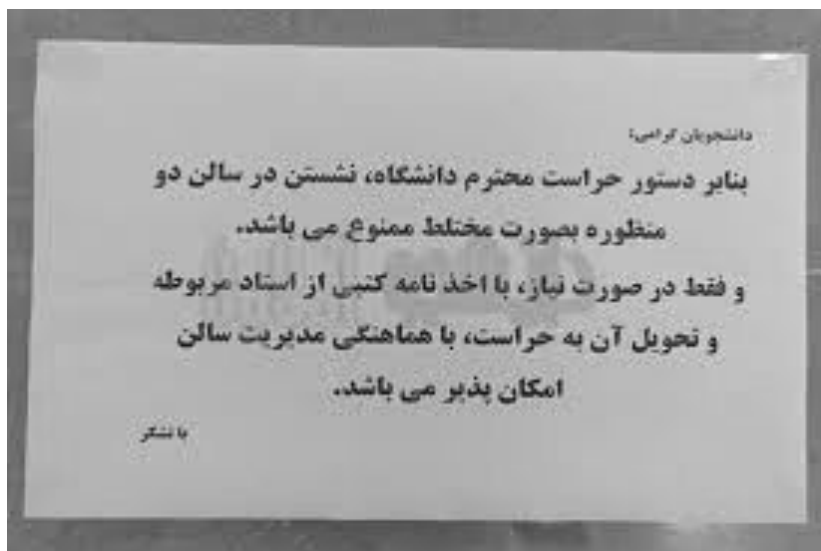 دانشجویان گرامی؛
بنابر دستور حراست محترم دانشگاه، نشستن در سالن دو
منظوره بصورت مختلط ممنوع می باشد.
و فقط در صورت نیاز، با اخذ نامه کتبی از استاد مربوطه
و تحویل آن به حراست، با هماهنگی مدیریت سالن
امکان پذیر می باشد.
با تشکر